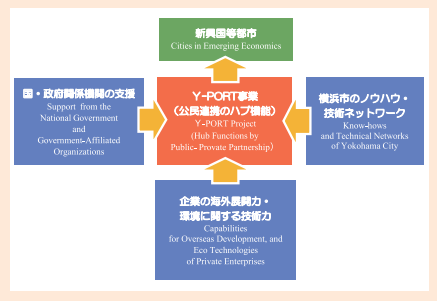 新興国等都市
Cities in Emerging Economics
国・政府関係機関の支援
Support from the
National Government
and
Government-Affiliated
Organizations
Y-PORT事業
（公民連携のハブ機能）
Y-PORT Project
(Hub Functions by
Public- Provate Partnership)
横浜市のノウハウ・
技術ネットワーク
Know-hows
and Technical Networks
of Yokohama City
企業の海外展開力・
環境に関する技術力
Capabilities
for Overseas Development, and
Eco Technologies
of Private Enterprises